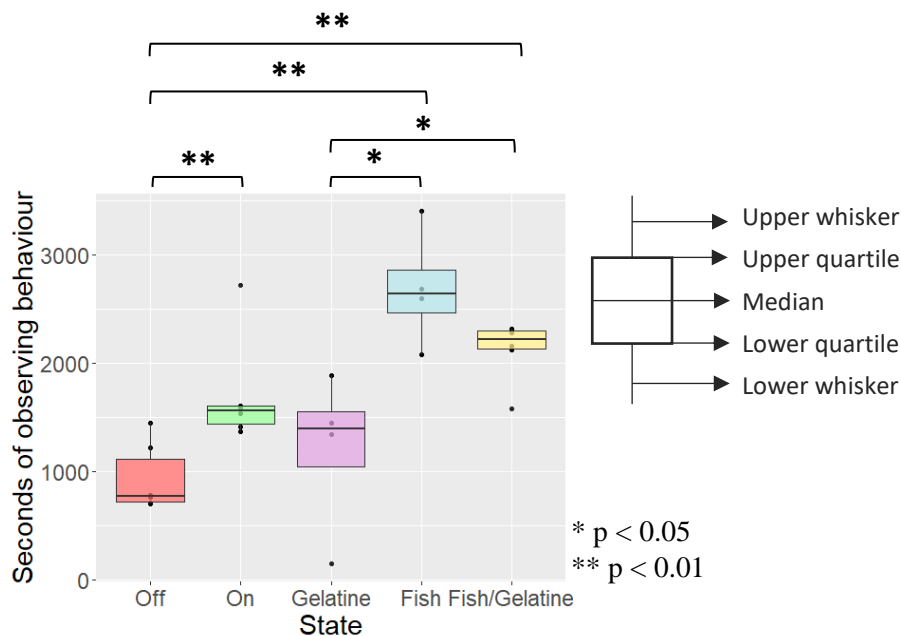 **
**
*
**
*
Seconds of observing behaviour
3000
2000
1000
0
Off On Gelatine Fish Fish/Gelatine
State
Upper whisker
Upper quartile
Median
Lower quartile
Lower whisker
* p < 0.05
** p < 0.01